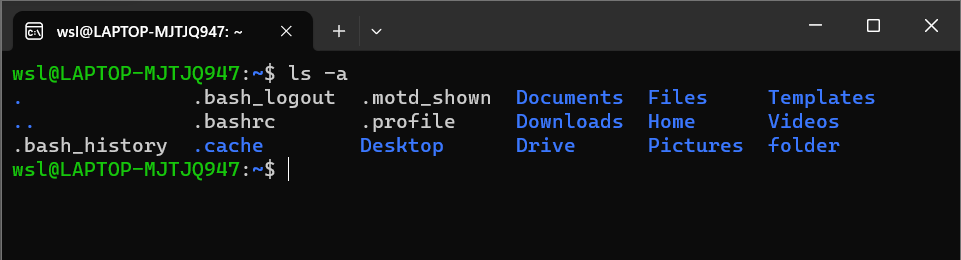 wsl@LAPTOP-MJTJQ947: ~
wsl@LAPTOP-MJTJQ947:~$ ls -a
. .bash_logout .motd_shown Documents Files Templates
.. .bashrc .profile Downloads Home Videos
.bash_history .cache Desktop Drive Pictures folder
wsl@LAPTOP-MJTJQ947:~$